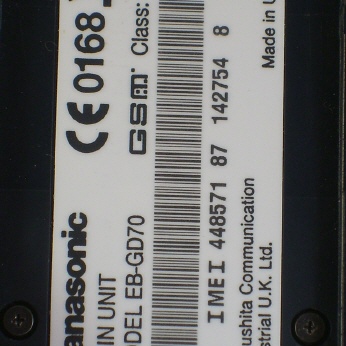 anasonic CE 0168
IN UNIT
DEL EB-GD70 GSM Class:
IMEI 448571 87 142754 8
ushita Communication
strial U.K. Ltd. Made in U